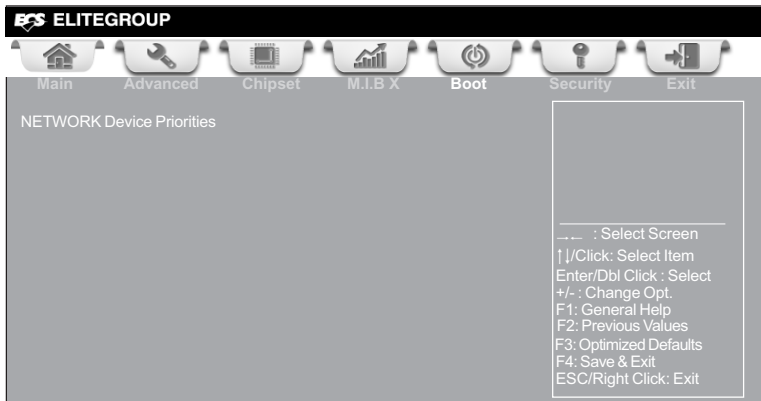 ECS ELITEGROUP
Main Advanced Chipset M.I.B X Boot Security Exit
NETWORK Device Priorities
→← : Select Screen
↑↓/Click: Select Item
Enter/Dbl Click : Select
+/- : Change Opt.
F1: General Help
F2: Previous Values
F3: Optimized Defaults
F4: Save & Exit
ESC/Right Click: Exit